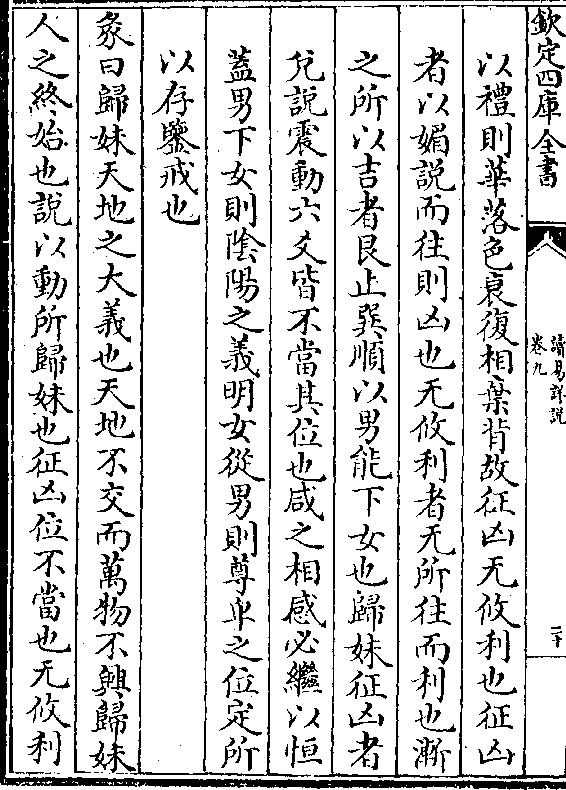 欽定四庫全書
讀易詳說
卷九
二十
以禮則華落色衰復相棄背故征凶无攸利也征凶
者以媚說而往則凶也无攸利者无所往而利也漸
之所以吉者艮止巽順以男能下女也歸妹征凶者
兌說震動六爻皆不當其位也咸之相感必繼以恒
蓋男下女則陰陽之義明女從男則尊卑之位定所
以存鑒戒也
彖曰歸妹天地之大義也天地不交而萬物不興歸妹
人之終始也說以動所歸妹也征凶位不當也无攸利